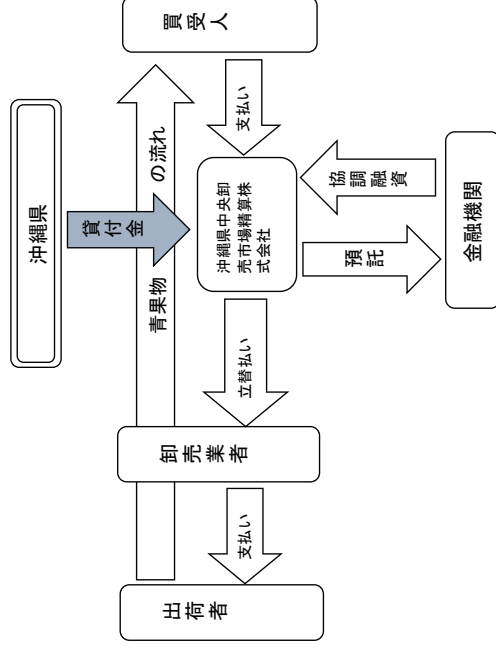 沖縄県
貸付金
青果物
の流れ
出荷者
支払い
卸売業者
立替払い
沖縄県中央卸
売市場精算株
式会社
支払い
買受人
預託
協調融資
金融機関